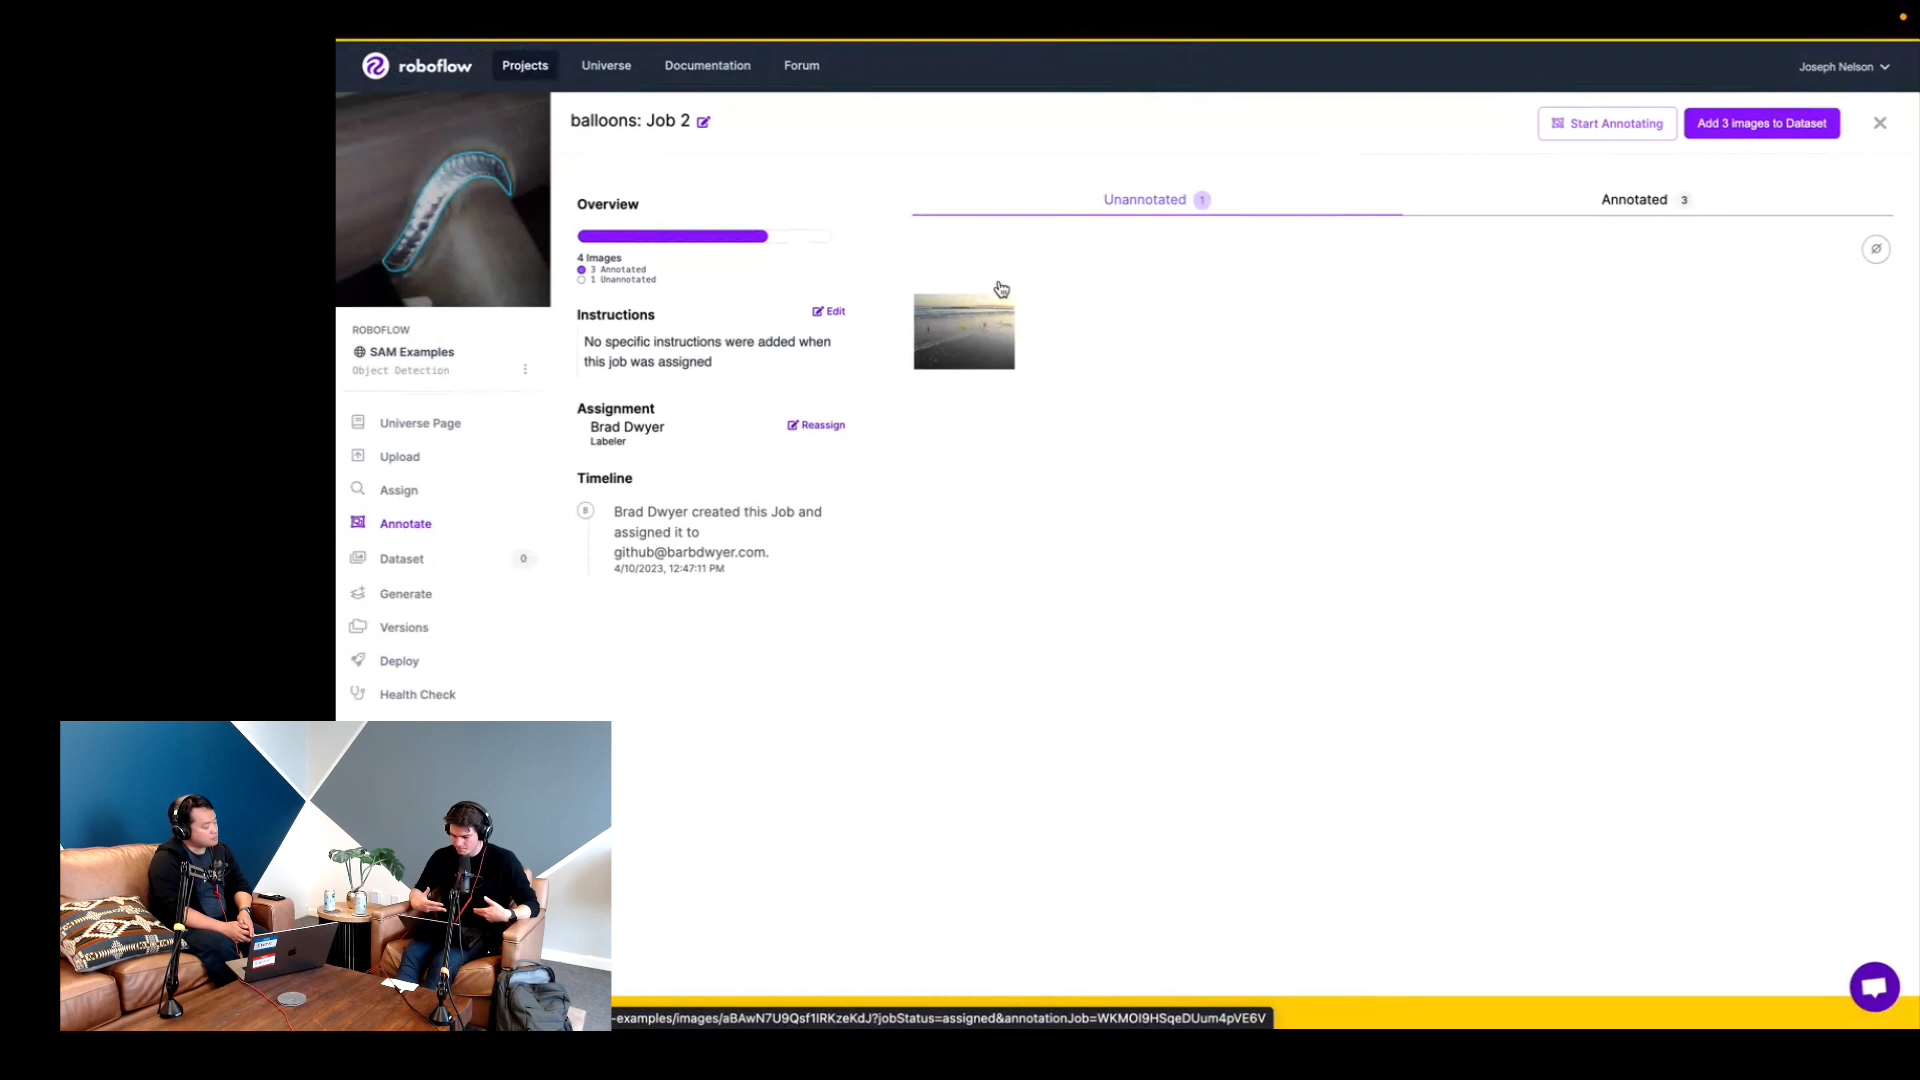 roboflow
Projects
Universe
Documentation
Forum
Joseph Nelson
balloons: Job 2
Start Annotating
Add 3 images to Dataset
Overview
4 Images
3 Annotated
1 Unannotated
Unannotated 1
Annotated 3
Instructions
Edit
No specific instructions were added when
this job was assigned
Assignment
Brad Dwyer
Labeler
Reassign
Timeline
B
Brad Dwyer created this Job and
assigned it to
github@barbdwyer.com.
4/10/2023, 12:47:11 PM
ROBOFLOW
SAM Examples
Object Detection
Universe Page
Upload
Assign
Annotate
Dataset 0
Generate
Versions
Deploy
Health Check
-examples/images/aBAwN7U9Qsf1IRKzeKdJ?jobStatus=assigned&annotationJob=WKMOI9HSqeDUum4pVE6V